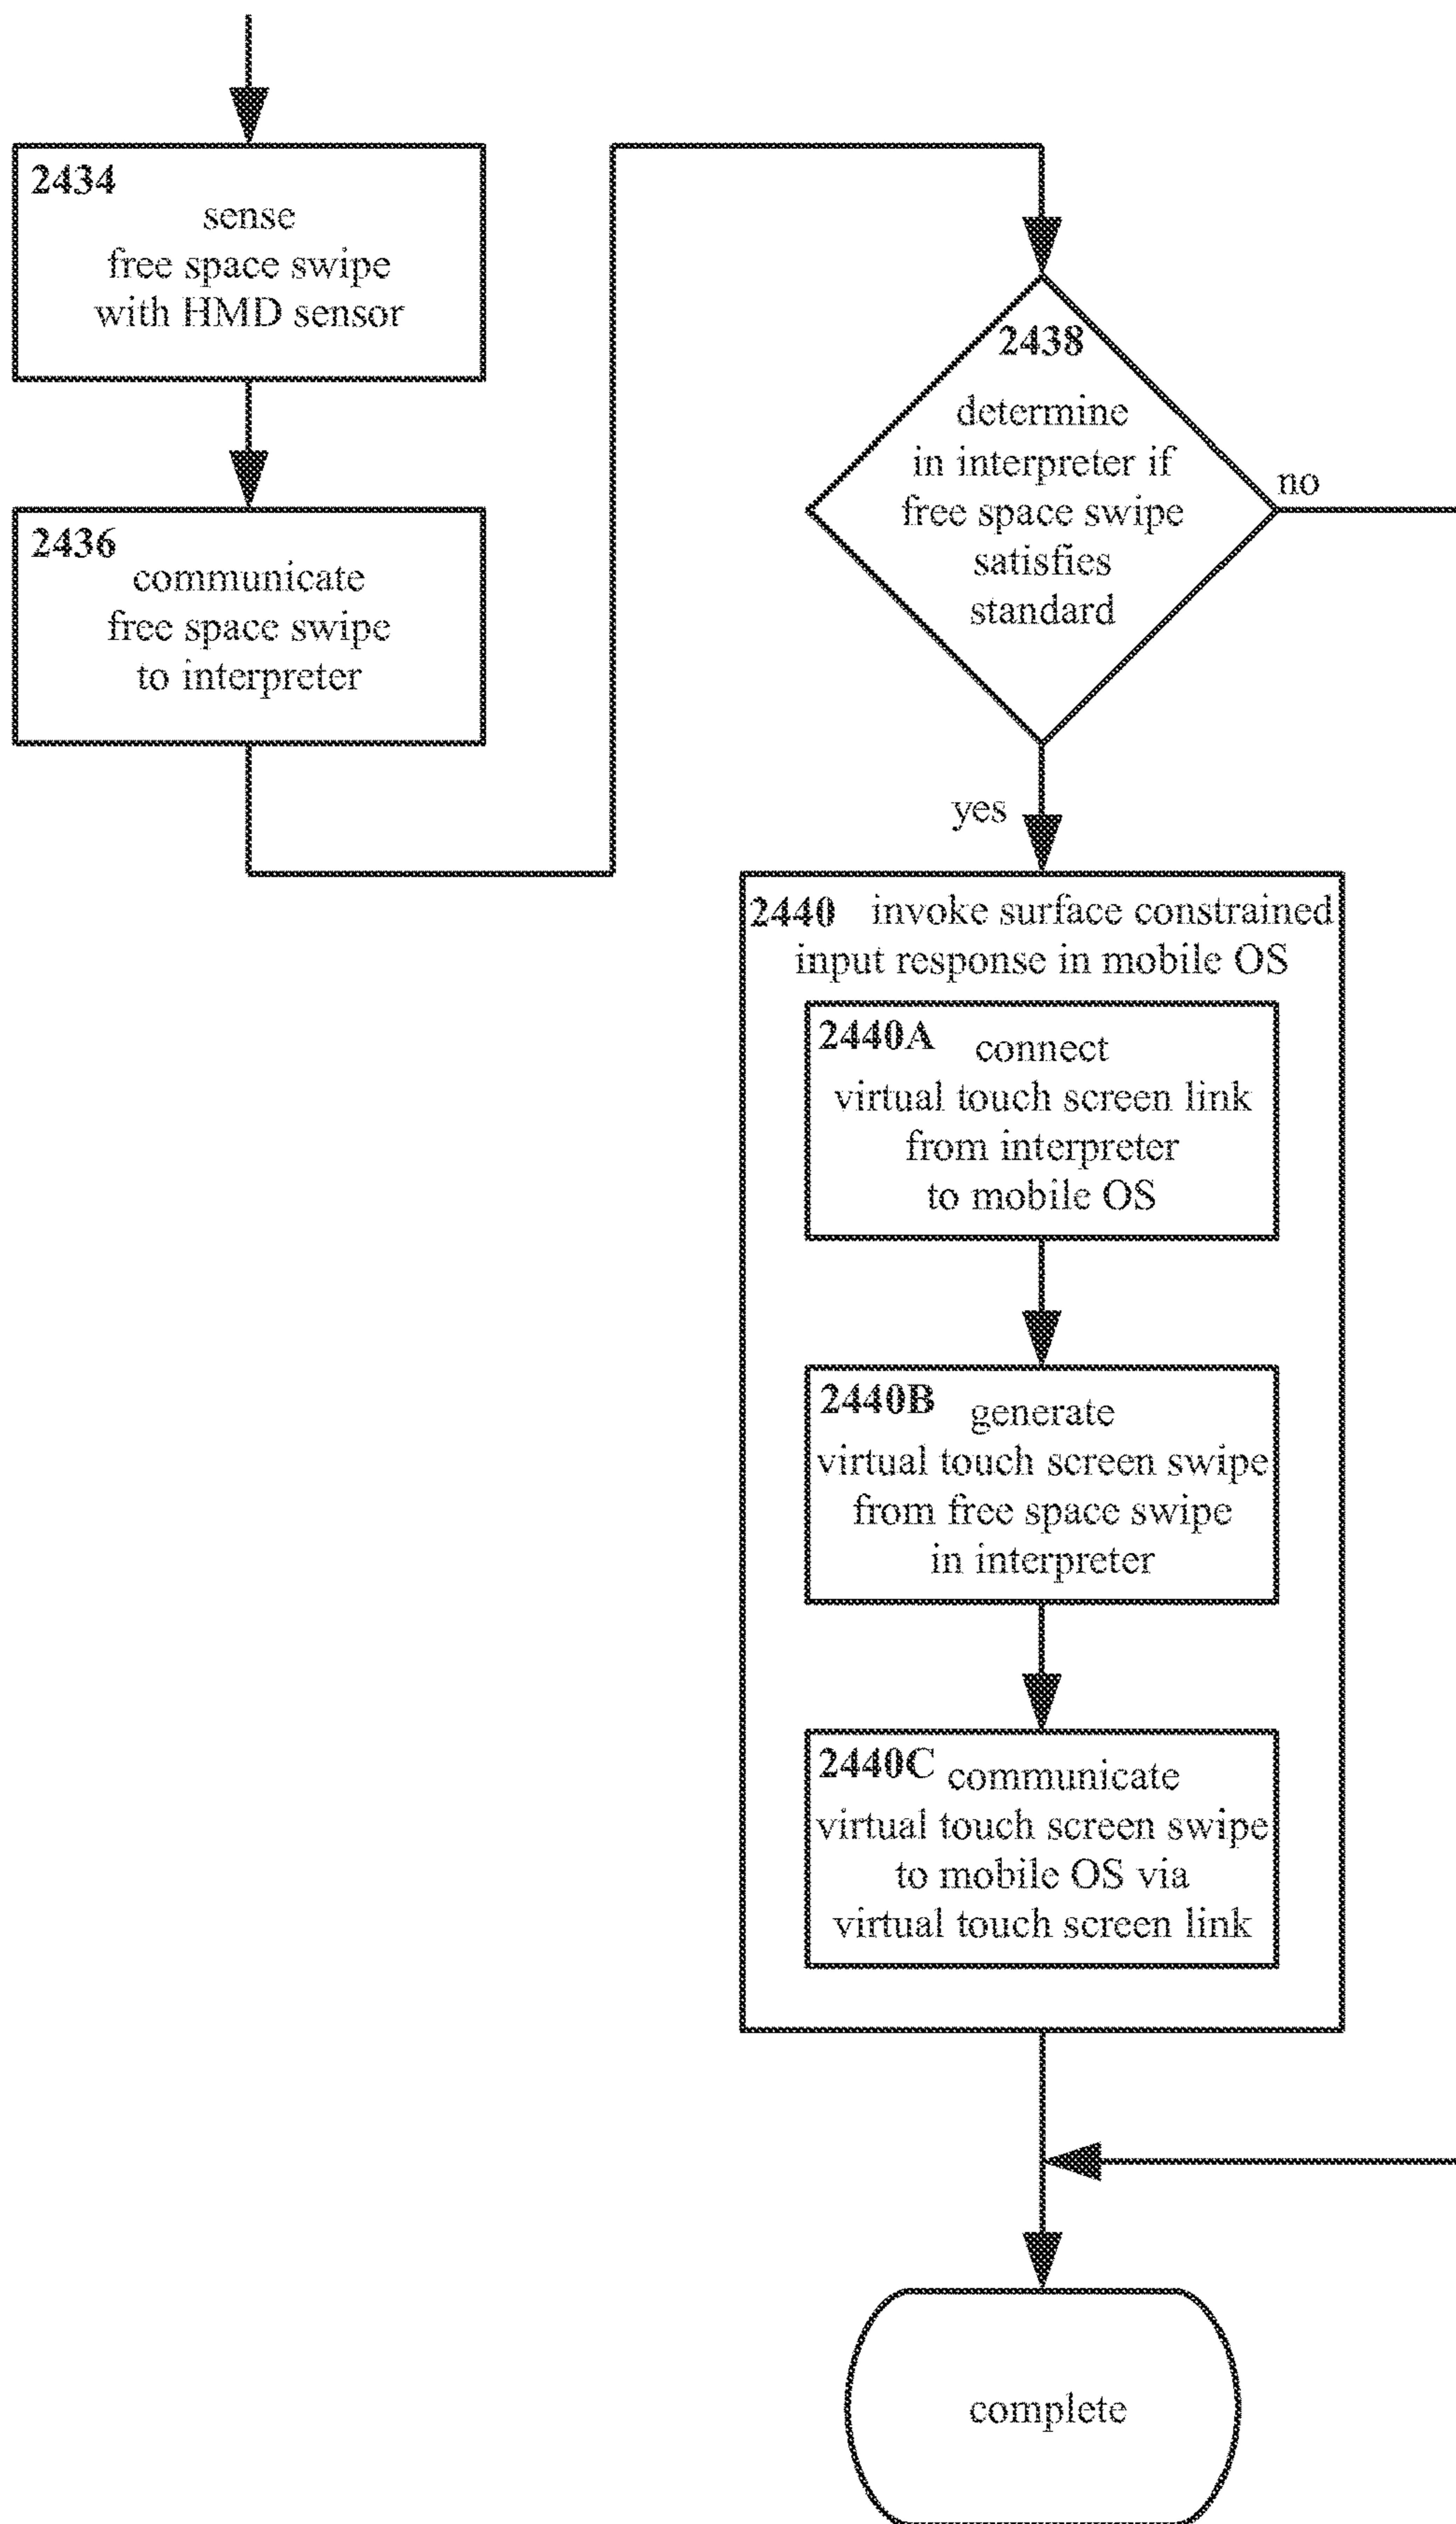 2434
sense
free space swipe
with HMD sensor
2436
communicate
free space swipe
to interpreter
2438
determine
in interpreter if
free space swipe
satisfies
standard
no
yes
2440 invoke surface constrained
input response in mobile OS
2440A connect
virtual touch screen link
from interpreter
to mobile OS
2440B generate
virtual touch screen swipe
from free space swipe
in interpreter
2440C communicate
virtual touch screen swipe
to mobile OS via
virtual touch screen link
complete